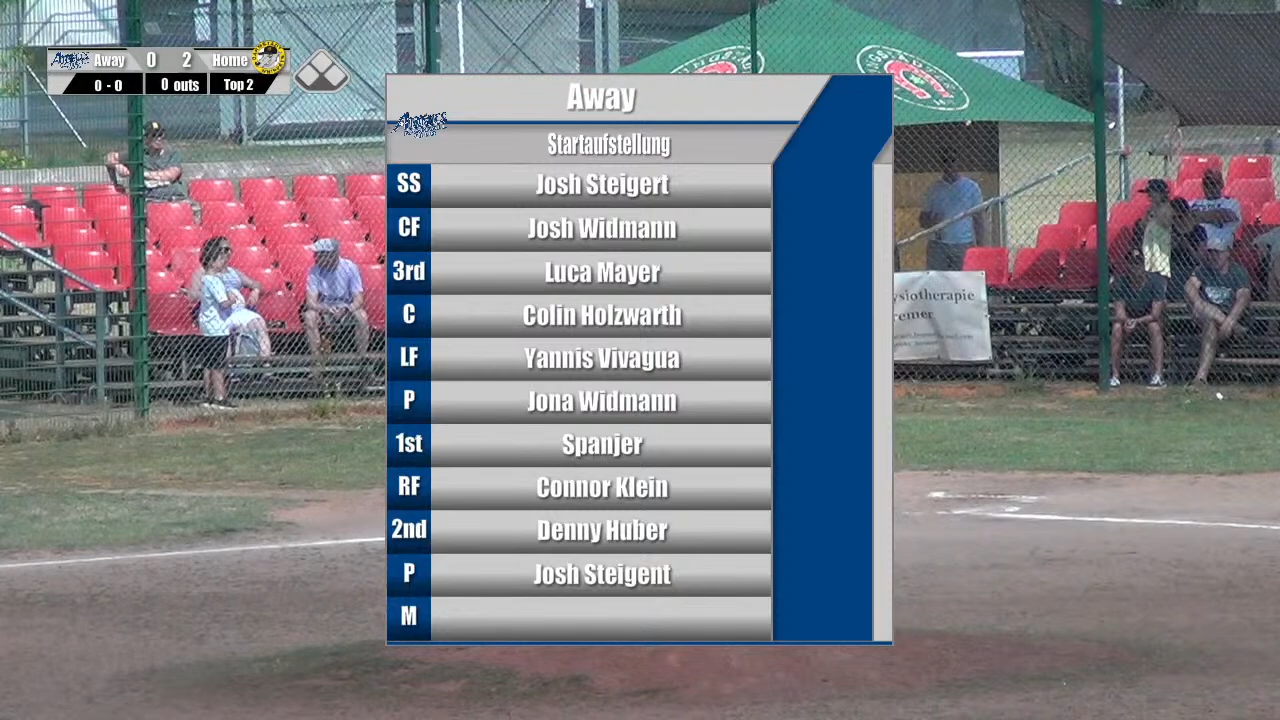 Away 0 2 Home
0 - 0 0 outs Top 2
Away
Startaufstellung
SS Josh Steigert
CF Josh Widmann
3rd Luca Mayer
C Colin Holzwarth
LF Yannis Vivagua
P Jona Widmann
1st Spanjer
RF Connor Klein
2nd Denny Huber
P Josh Steigent
M
ysiotherapie
remer